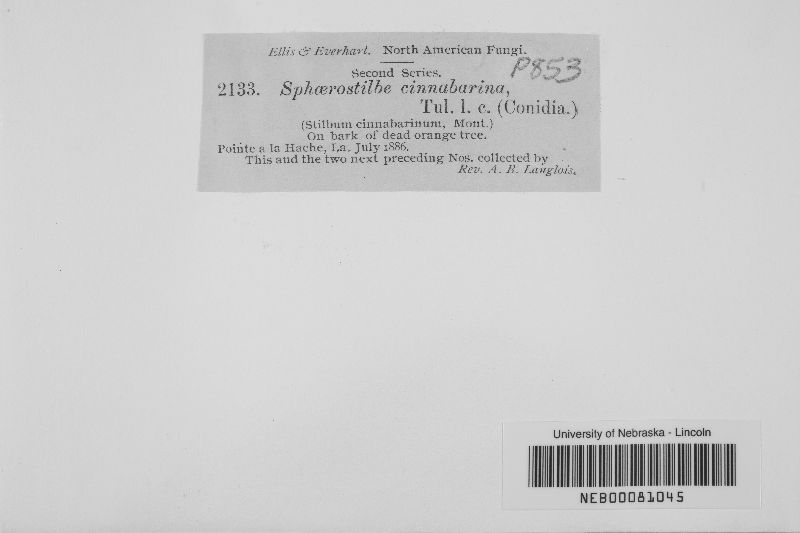 Ellis & Everhart. North American Fungi.
Second Series.
P853
2133. Sphærostilbe cinnabarina,
Tul. l. c. (Conidia.)
(Stilbum cinnabarinum, Mont.)
On bark of dead orange tree.
Pointe a la Hache, La. July 1886.
This and the two next preceding Nos. collected by
Rev. A. B. Langlois.
University of Nebraska - Lincoln
NEB00081045